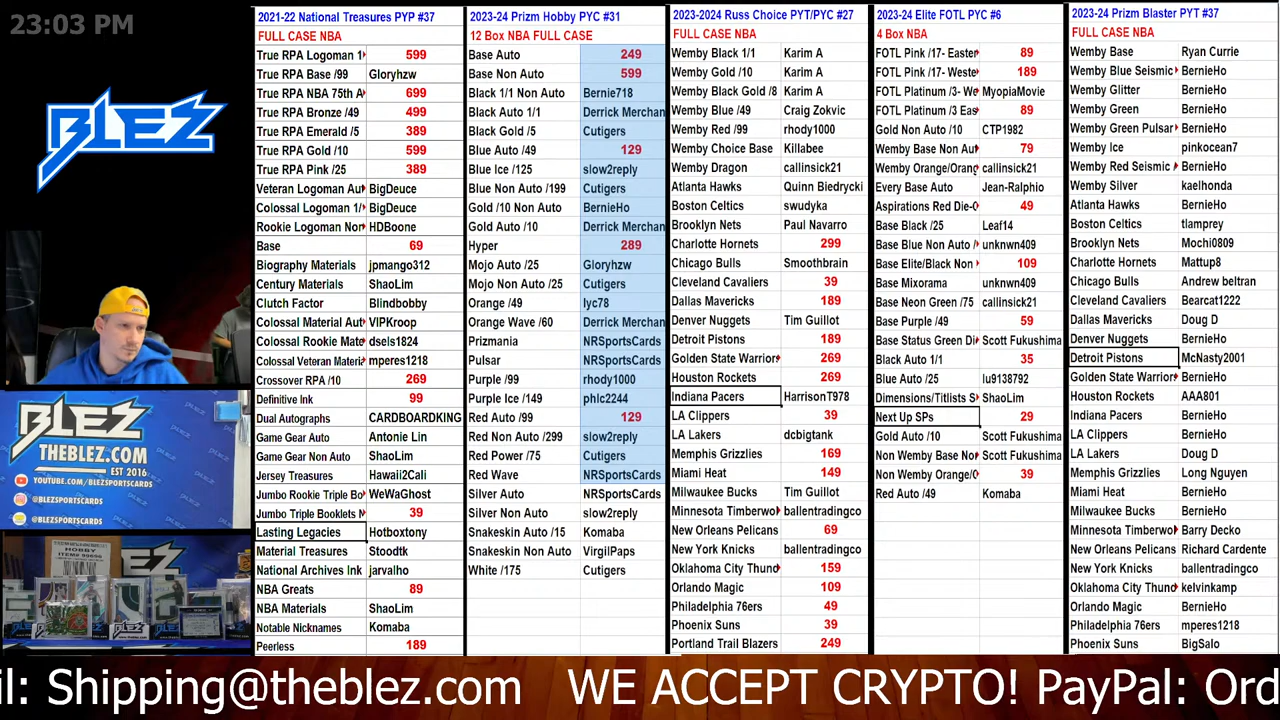 23:03 PM
BLEZ
BLEZ
THEBLEZ.COM
EST 2016
YOUTUBE.COM/BLEZSPORTSCARDS
@BLEZSPORTSCARDS
@BLEZSPORTSCARDS
HOBBY
2021-22 National Treasures PYP #37
FULL CASE NBA
True RPA Logoman 1 599
True RPA Base /99 Gloryhzw
True RPA NBA 75th A 699
True RPA Bronze /49 499
True RPA Emerald /5 389
True RPA Gold /10 599
True RPA Pink /25 389
Veteran Logoman Au BigDeuce
Colossal Logoman 1/ BigDeuce
Rookie Logoman Non HDBoone
Base 69
Biography Materials jpmango312
Century Materials ShaoLim
Clutch Factor Blindbobby
Colossal Material Aut VIPKroop
Colossal Rookie Mate dsels1824
Colossal Veteran Materi mperes1218
Crossover RPA /10 269
Definitive Ink 99
Dual Autographs CARDBOARDKING
Game Gear Auto Antonie Lin
Game Gear Non Auto ShaoLim
Jersey Treasures Hawaii2Cali
Jumbo Rookie Triple Bo WeWaGhost
Jumbo Triple Booklets N 39
Lasting Legacies Hotboxtony
Material Treasures Stoodtk
National Archives Ink jarvalho
NBA Greats 89
NBA Materials ShaoLim
Notable Nicknames Komaba
Peerless 189
2023-24 Prizm Hobby PYC #31
12 Box NBA FULL CASE
Base Auto 249
Base Non Auto 599
Black 1/1 Non Auto Bernie718
Black Auto 1/1 Derrick Merchan
Black Gold /5 Cutigers
Blue Auto /49 129
Blue Ice /125 slow2reply
Blue Non Auto /199 Cutigers
Gold /10 Non Auto BernieHo
Gold Auto /10 Derrick Merchan
Hyper 289
Mojo Auto /25 Gloryhzw
Mojo Non Auto /25 Cutigers
Orange /49 lyc78
Orange Wave /60 Derrick Merchan
Prizmania NRSportsCards
Pulsar NRSportsCards
Purple /99 rhody1000
Purple Ice /149 phlc2244
Red Auto /99 129
Red Non Auto /299 slow2reply
Red Power /75 Cutigers
Red Wave NRSportsCards
Silver Auto NRSportsCards
Silver Non Auto slow2reply
Snakeskin Auto /15 Komaba
Snakeskin Non Auto VirgilPaps
White /175 Cutigers
2023-2024 Russ Choice PYT/PYC #27
FULL CASE NBA
Wemby Black 1/1 Karim A
Wemby Gold /10 Karim A
Wemby Black Gold /8 Karim A
Wemby Blue /49 Craig Zokvic
Wemby Red /99 rhody1000
Wemby Choice Base Killabee
Wemby Dragon callinsick21
Atlanta Hawks Quinn Biedrycki
Boston Celtics swudyka
Brooklyn Nets Paul Navarro
Charlotte Hornets 299
Chicago Bulls Smoothbrain
Cleveland Cavaliers 39
Dallas Mavericks 189
Denver Nuggets Tim Guillot
Detroit Pistons 189
Golden State Warrior 269
Houston Rockets 269
Indiana Pacers HarrisonT978
LA Clippers 39
LA Lakers dcbigtank
Memphis Grizzlies 169
Miami Heat 149
Milwaukee Bucks Tim Guillot
Minnesota Timberwo ballentradingco
New Orleans Pelicans 69
New York Knicks ballentradingco
Oklahoma City Thund 159
Orlando Magic 109
Philadelphia 76ers 49
Phoenix Suns 39
Portland Trail Blazers 249
2023-24 Elite FOTL PYC #6
4 Box NBA
FOTL Pink /17- Easter 89
FOTL Pink /17- Weste 189
FOTL Platinum /3- We MyopiaMovie
FOTL Platinum /3 Eas 89
Gold Non Auto /10 CTP1982
Wemby Base Non Aut 79
Wemby Orange/Orang callinsick21
Every Base Auto Jean-Ralphio
Aspirations Red Die-C 49
Base Black /25 Leaf14
Base Blue Non Auto / unknwn409
Base Elite/Black Non 109
Base Mixorama unknwn409
Base Neon Green /75 callinsick21
Base Purple /49 59
Base Status Green Di Scott Fukushima
Black Auto 1/1 35
Blue Auto /25 lu9138792
Dimensions/Titlists S ShaoLim
Next Up SPs 29
Gold Auto /10 Scott Fukushima
Non Wemby Base No Scott Fukushima
Non Wemby Orange/O 39
Red Auto /49 Komaba
2023-24 Prizm Blaster PYT #37
FULL CASE NBA
Wemby Base Ryan Currie
Wemby Blue Seismic BernieHo
Wemby Glitter BernieHo
Wemby Green BernieHo
Wemby Green Pulsar BernieHo
Wemby Ice pinkocean7
Wemby Red Seismic BernieHo
Wemby Silver kaelhonda
Atlanta Hawks BernieHo
Boston Celtics tlamprey
Brooklyn Nets Mochi0809
Charlotte Hornets Mattup8
Chicago Bulls Andrew beltran
Cleveland Cavaliers Bearcat1222
Dallas Mavericks Doug D
Denver Nuggets BernieHo
Detroit Pistons McNasty2001
Golden State Warrior BernieHo
Houston Rockets AAA801
Indiana Pacers BernieHo
LA Clippers BernieHo
LA Lakers Doug D
Memphis Grizzlies Long Nguyen
Miami Heat BernieHo
Milwaukee Bucks BernieHo
Minnesota Timberwo Barry Decko
New Orleans Pelicans Richard Cardente
New York Knicks ballentradingco
Oklahoma City Thund kelvinkamp
Orlando Magic BernieHo
Philadelphia 76ers mperes1218
Phoenix Suns BigSalo
il: Shipping@theblez.com WE ACCEPT CRYPTO! PayPal: Ord